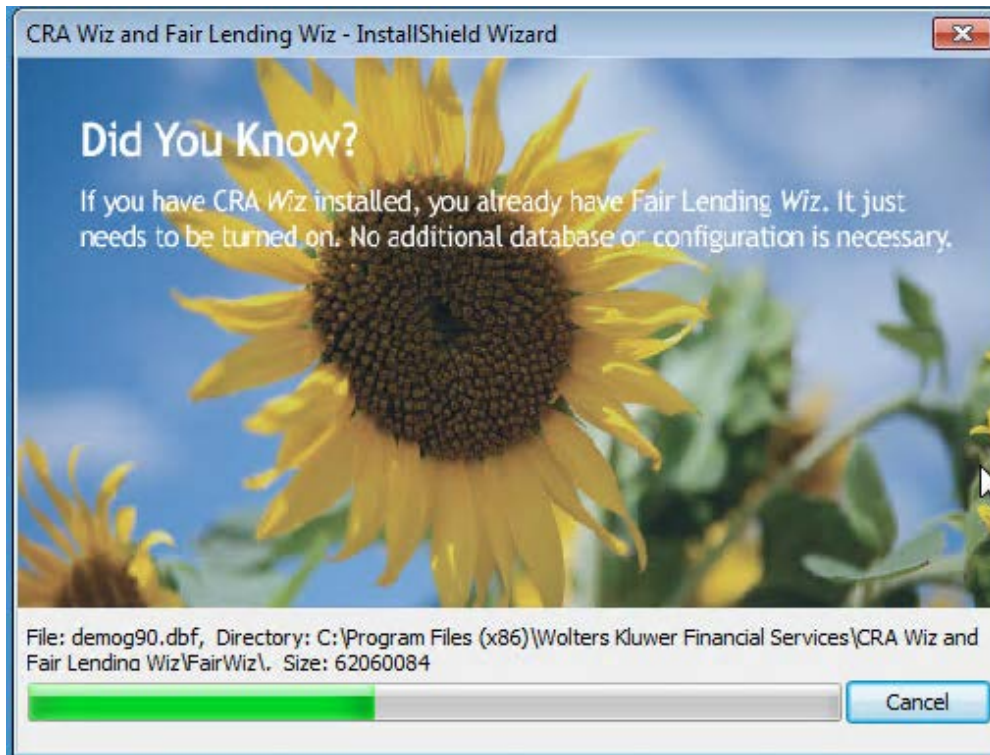 CRA Wiz and Fair Lending Wiz - InstallShield Wizard
Did You Know?
If you have CRA Wiz installed, you already have Fair Lending Wiz. It just
needs to be turned on. No additional database or configuration is necessary.
File: demog90.dbf, Directory: C:\Program Files (x86)\Wolters Kluwer Financial Services\CRA Wiz and
Fair Lending Wiz\FairWiz\. Size: 62060084
Cancel